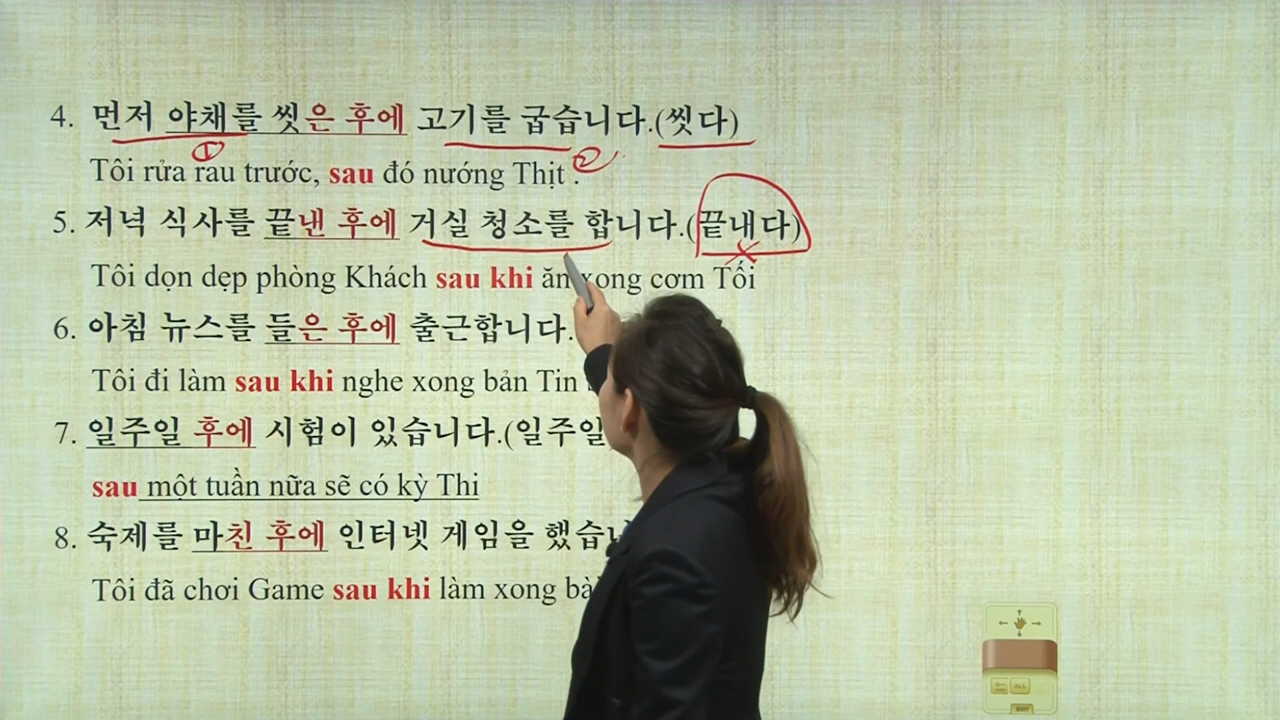 4. 먼저 야채를 씻은 후에 고기를 굽습니다.(씻다)
①
②
Tôi rửa rau trước, sau đó nướng Thịt .
5. 저녁 식사를 끝낸 후에 거실 청소를 합니다.(끝내다)
Tôi dọn dẹp phòng Khách sau khi ăn xong cơm Tối
6. 아침 뉴스를 들은 후에 출근합니다.
Tôi đi làm sau khi nghe xong bản Tin
7. 일주일 후에 시험이 있습니다.(일주일
sau một tuần nữa sẽ có kỳ Thi
8. 숙제를 마친 후에 인터넷 게임을 했습
Tôi đã chơi Game sau khi làm xong
ALL
EXIT